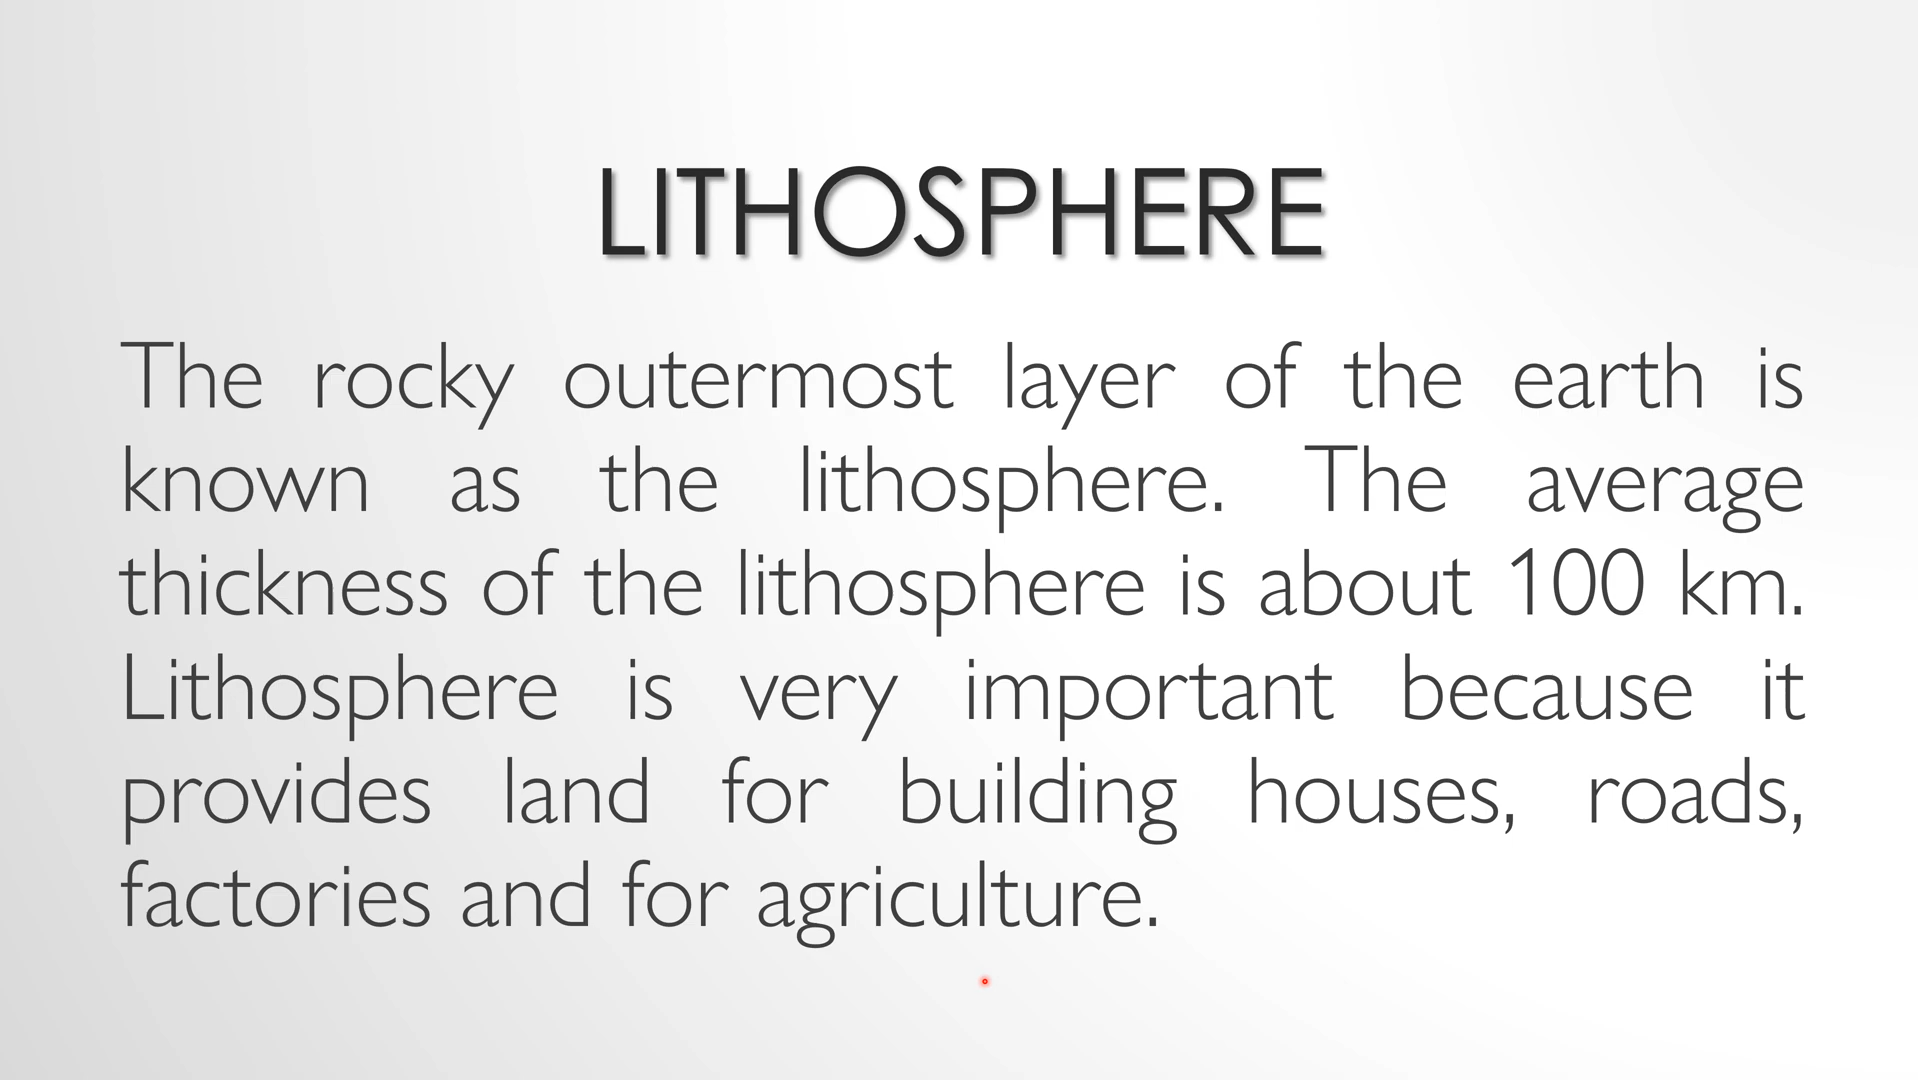 LITHOSPHERE
The rocky outermost layer of the earth is
known as the lithosphere. The average
thickness of the lithosphere is about 100 km.
Lithosphere is very important because it
provides land for building houses, roads,
factories and for agriculture.